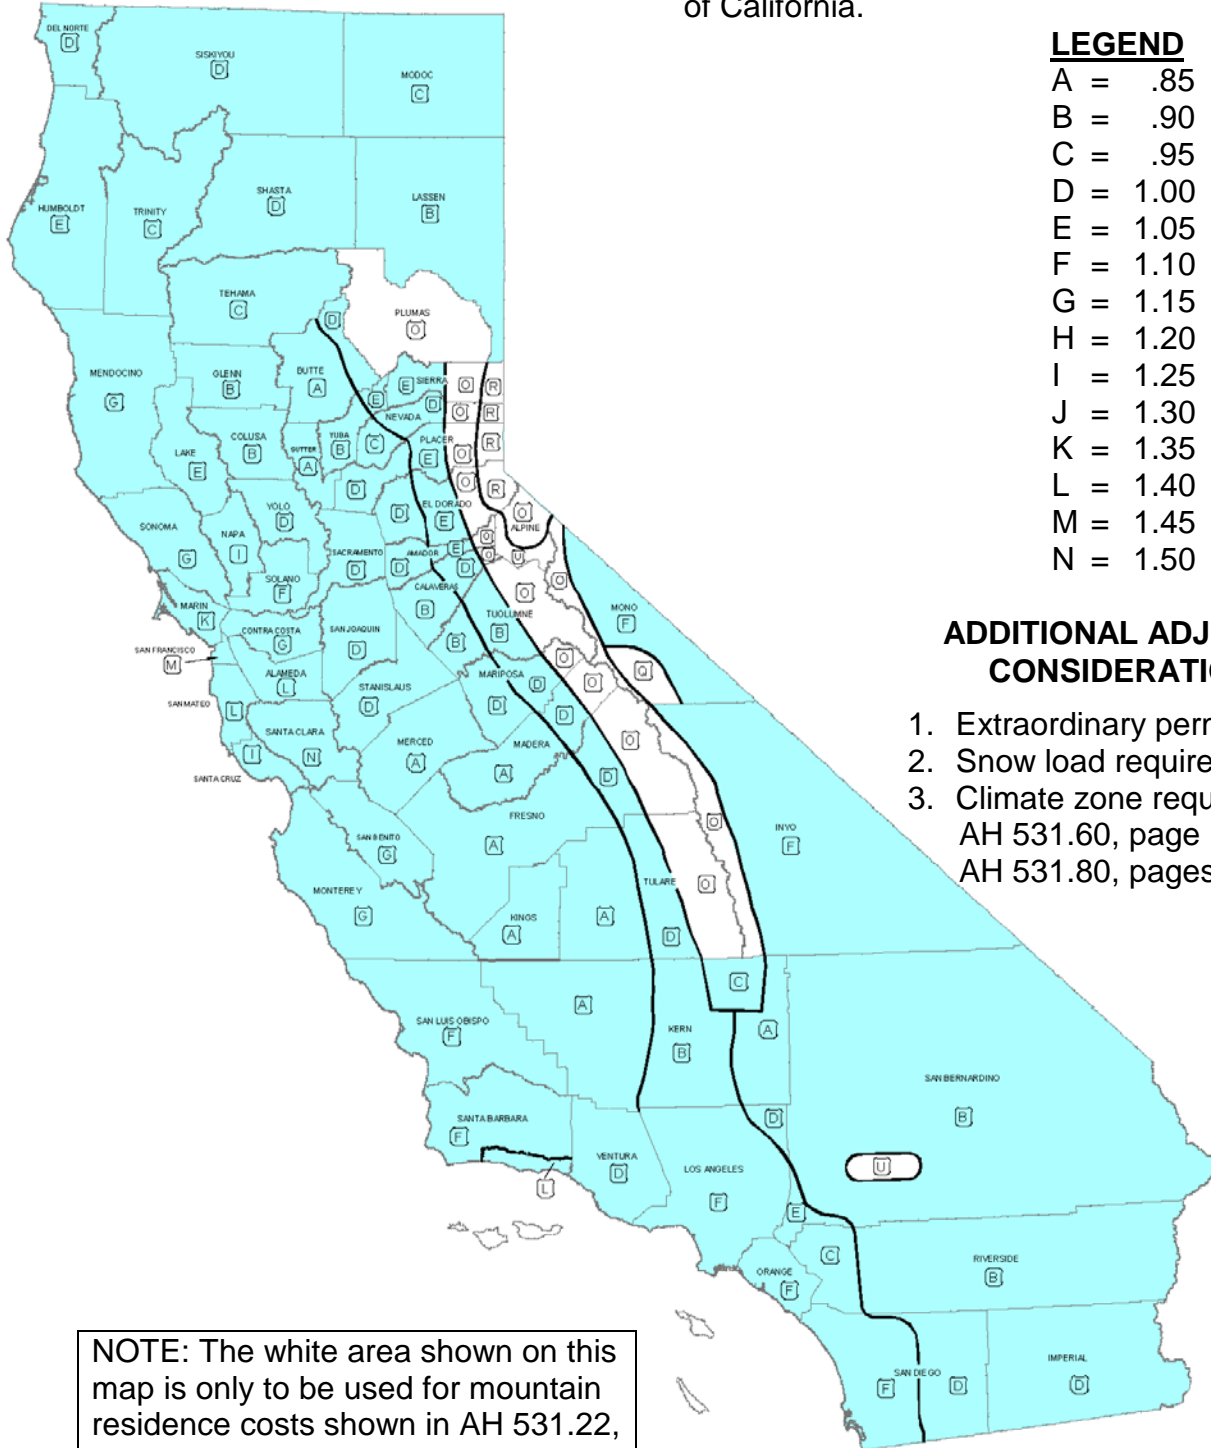 of California.
LEGEND
A = .85
B = .90
C = .95
D = 1.00
E = 1.05
F = 1.10
G = 1.15
H = 1.20
I = 1.25
J = 1.30
K = 1.35
L = 1.40
M = 1.45
N = 1.50
ADDITIONAL ADJ
CONSIDERATIO
1. Extraordinary perm
2. Snow load require
3. Climate zone requ
AH 531.60, page
AH 531.80, pages
DEL NORTE
D
SISKIYOU
D
MODOC
C
HUMBOLDT
E
TRINITY
C
SHASTA
D
LASSEN
B
TEHAMA
C
D
PLUMAS
O
MENDOCINO
G
GLENN
B
BUTTE
A
E
E SIERRA
D
O R
O R
O R
O R
NEVADA
C
LAKE
E
COLUSA
B
SUTTER
A
YUBA
B
PLACER
E
D
SONOMA
G
NAPA
I
YOLO
D
SOLANO
F
SACRAMENTO
D
D
EL DORADO
E
AMADOR
D
E
D
O
O
O
ALPINE
U
O
O
CALAVERAS
B
B
MARIN
K
SAN FRANCISCO
M
CONTRA COSTA
G
ALAMEDA
L
SAN JOAQUIN
D
TUOLUMNE
B
MONO
F
Q
O
O
SAN MATEO
L
SANTA CLARA
N
SANTA CRUZ
I
STANISLAUS
D
MARIPOSA
D
D
D
MERCED
A
MADERA
A
D
O
FRESNO
A
SAN BENITO
G
MONTEREY
G
KINGS
A
A
TULARE
D
O
O
INYO
F
SAN LUIS OBISPO
F
A
KERN
B
C
A
SAN BERNARDINO
B
U
SANTA BARBARA
F
L
VENTURA
D
LOS ANGELES
F
D
E
ORANGE
F
C
RIVERSIDE
B
SAN DIEGO
F
D
IMPERIAL
D
NOTE: The white area shown on this
map is only to be used for mountain
residence costs shown in AH 531.22,